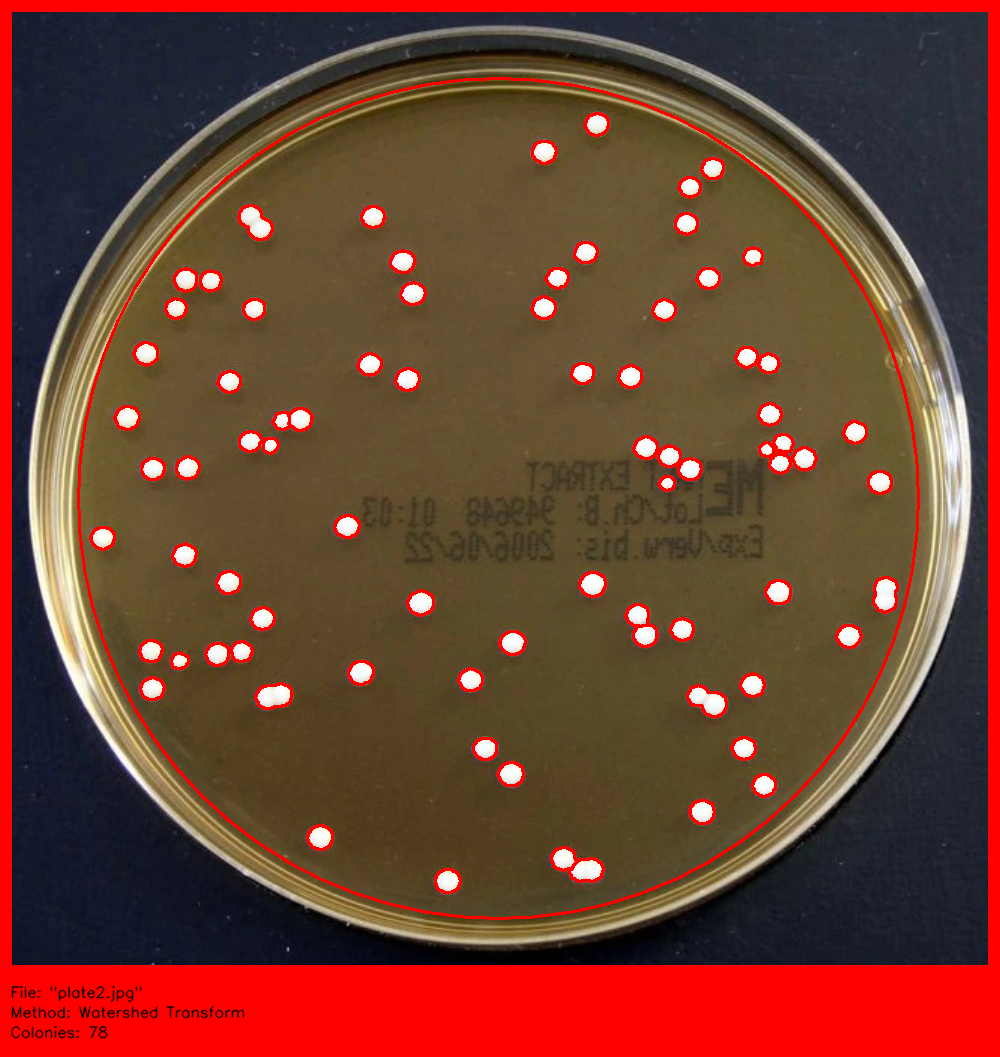 MERCK EXTRACT
Lot/Ch.B: 949648 01:03
Exp/Verw.bis: 2006/06/22
File: "plate2.jpg"
Method: Watershed Transform
Colonies: 78